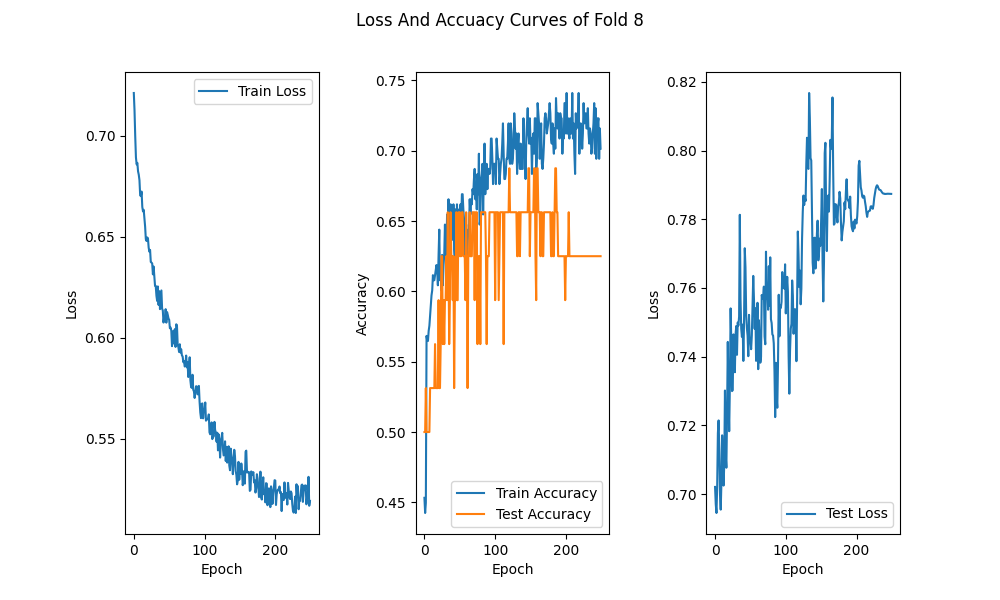 Loss And Accuacy Curves of Fold 8
Loss
0.70
0.65
0.60
0.55
Train Loss
0
100
200
Epoch
Accuracy
0.75
0.70
0.65
0.60
0.55
0.50
0.45
Train Accuracy
Test Accuracy
0
100
200
Epoch
Loss
0.82
0.80
0.78
0.76
0.74
0.72
0.70
Test Loss
0
100
200
Epoch